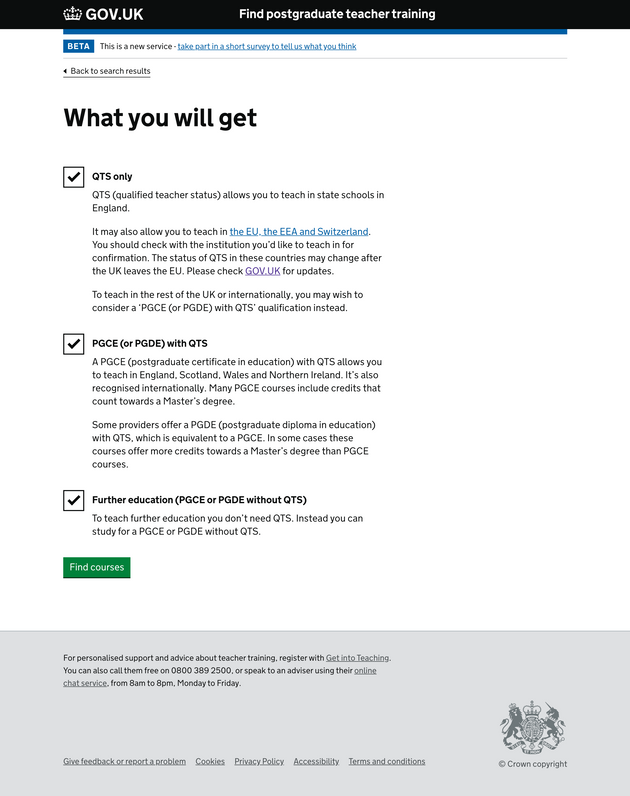 GOV.UK
Find postgraduate teacher training
BETA This is a new service - take part in a short survey to tell us what you think
Back to search results
What you will get
QTS only
QTS (qualified teacher status) allows you to teach in state schools in
England.
It may also allow you to teach in the EU, the EEA and Switzerland.
You should check with the institution you’d like to teach in for
confirmation. The status of QTS in these countries may change after
the UK leaves the EU. Please check GOV.UK for updates.
To teach in the rest of the UK or internationally, you may wish to
consider a ‘PGCE (or PGDE) with QTS’ qualification instead.
PGCE (or PGDE) with QTS
A PGCE (postgraduate certificate in education) with QTS allows you
to teach in England, Scotland, Wales and Northern Ireland. It’s also
recognised internationally. Many PGCE courses include credits that
count towards a Master’s degree.
Some providers offer a PGDE (postgraduate diploma in education)
with QTS, which is equivalent to a PGCE. In some cases these
courses offer more credits towards a Master’s degree than PGCE
courses.
Further education (PGCE or PGDE without QTS)
To teach further education you don’t need QTS. Instead you can
study for a PGCE or PGDE without QTS.
Find courses
For personalised support and advice about teacher training, register with Get into Teaching.
You can also call them free on 0800 389 2500, or speak to an adviser using their online
chat service, from 8am to 8pm, Monday to Friday.
Give feedback or report a problem Cookies Privacy Policy Accessibility Terms and conditions
© Crown copyright